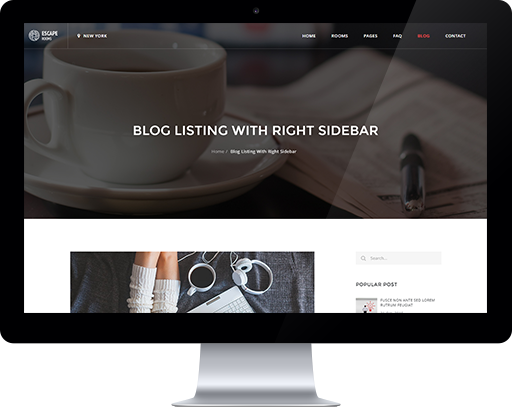 ESCAPE
ROOMS
NEW YORK
HOME ROOMS PAGES FAQ BLOG CONTACT
BLOG LISTING WITH RIGHT SIDEBAR
Home / Blog Listing With Right Sidebar
Search...
POPULAR POST
FUSCE NON ANTE SED LOREM
RUTRUM FEUGIAT